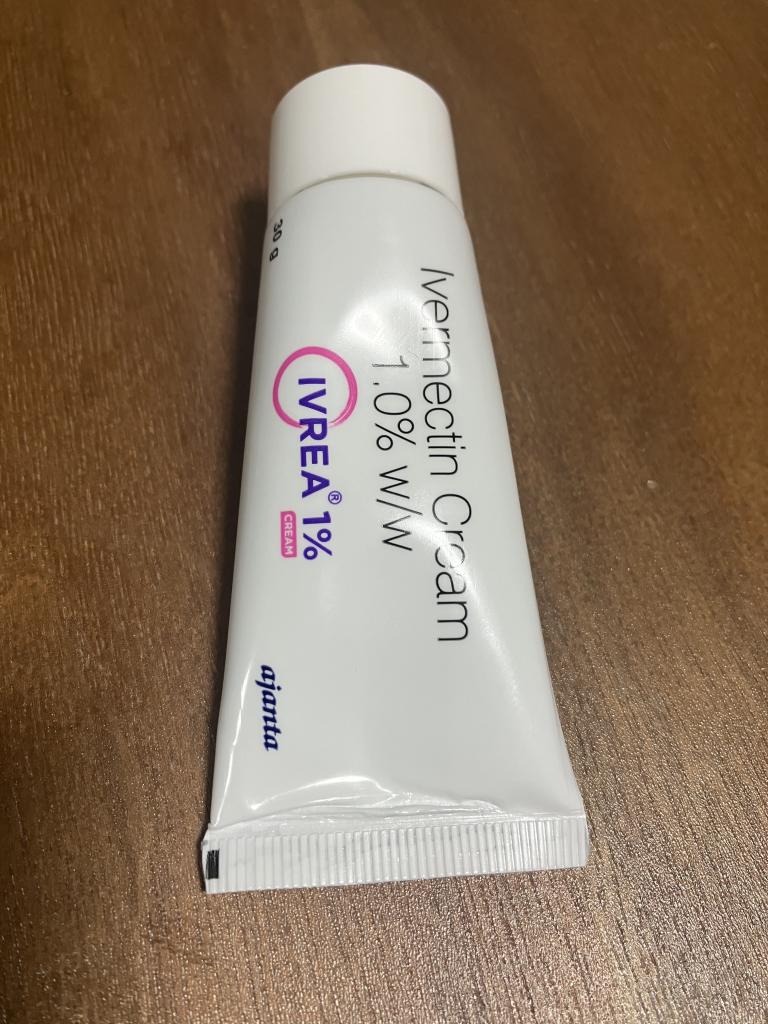 Ivermectin Cream
1.0% w/w
IVREA® 1%
CREAM
30 g
ajanta